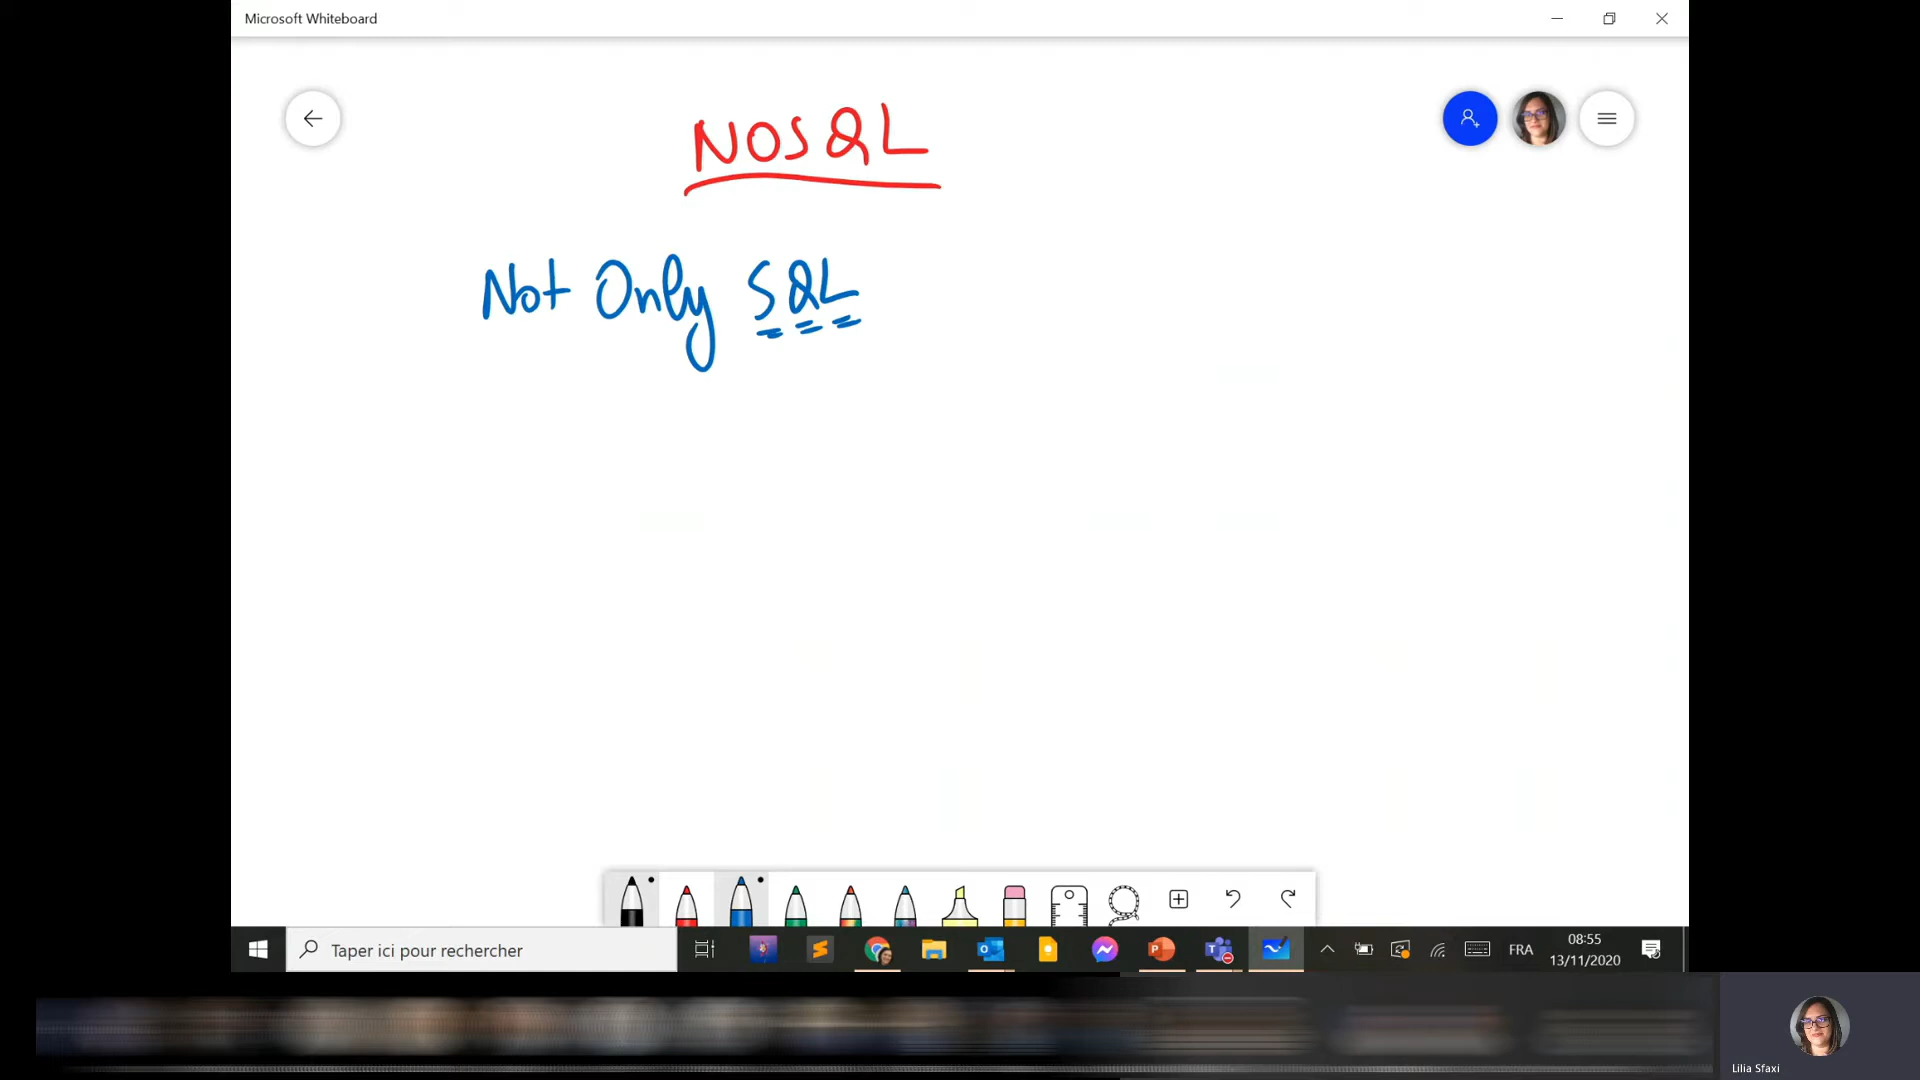 Microsoft Whiteboard
NOSQL
Not Only SQL
Taper ici pour rechercher
FRA
08:55
13/11/2020
Lilia Sfaxi